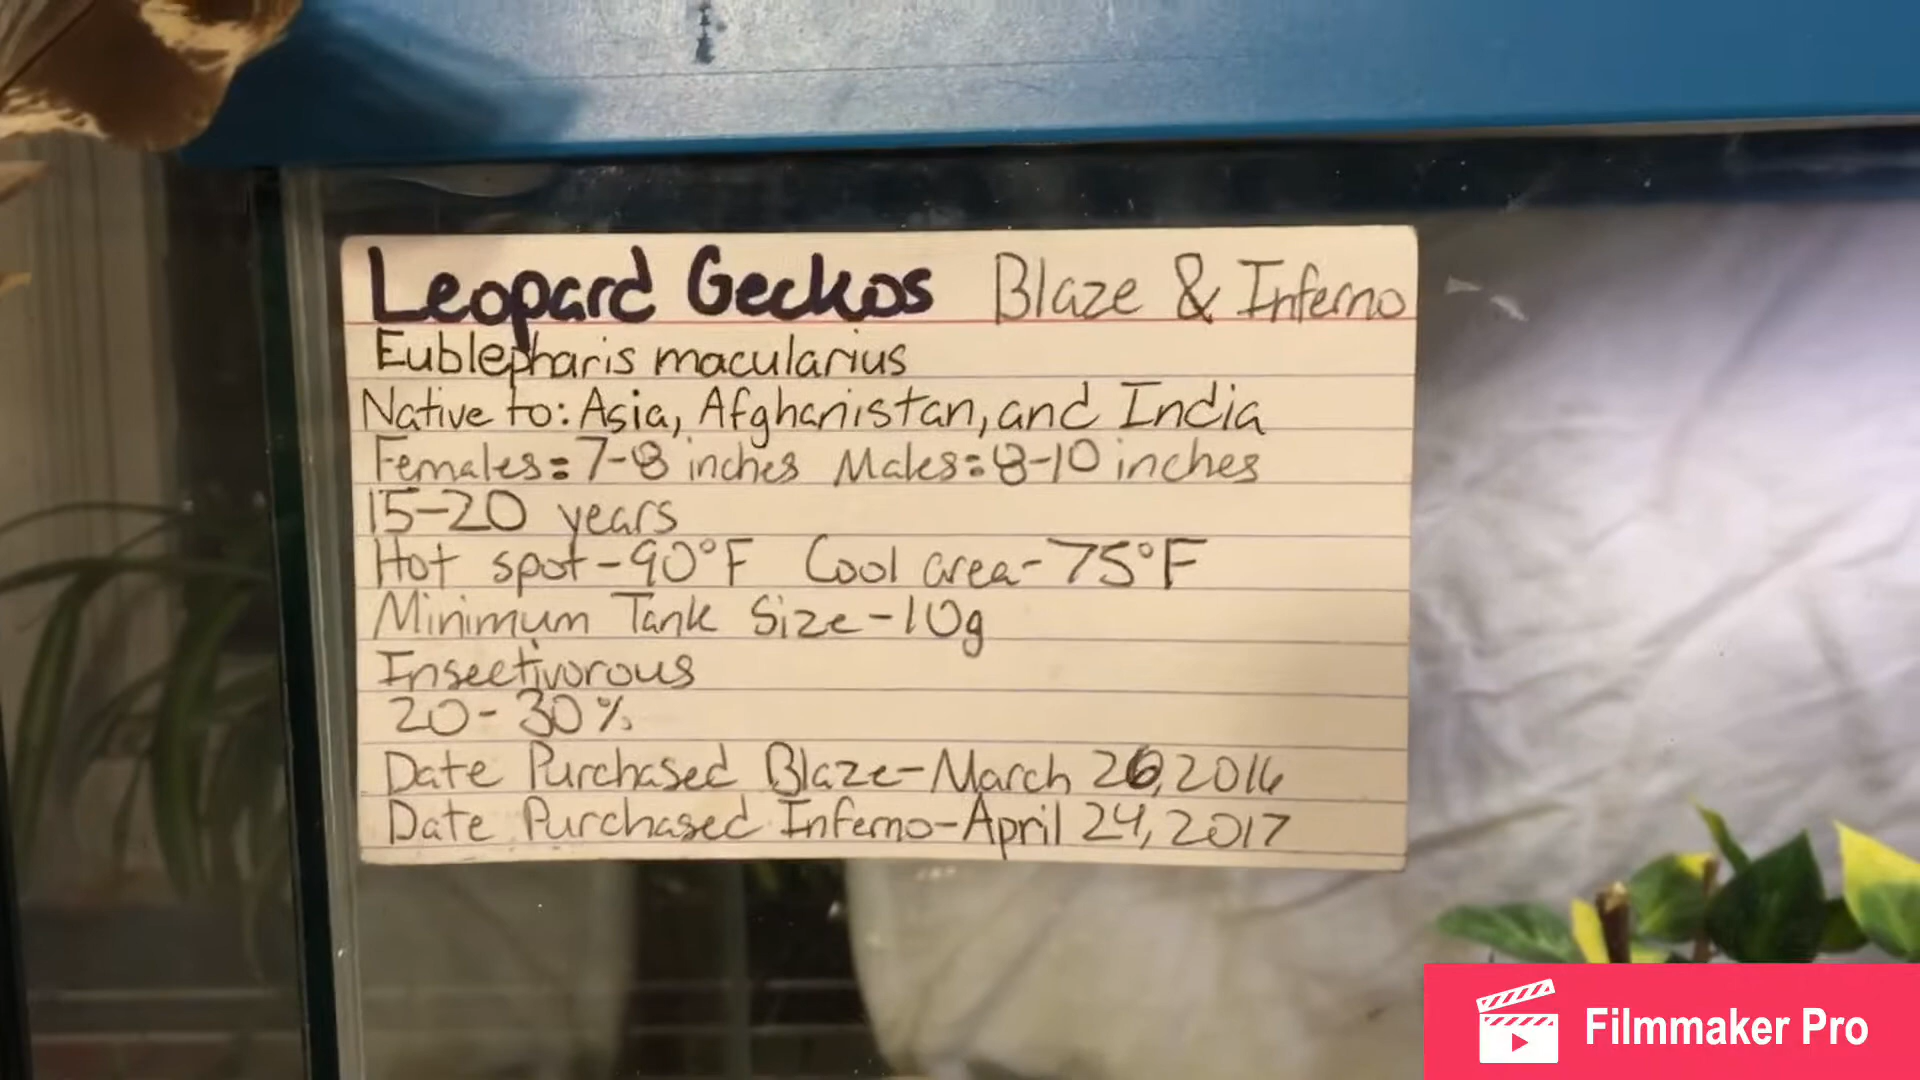 Leopard Geckos Blaze & Inferno
Eublepharis macularius
Native to: Asia, Afghanistan, and India
Females = 7-8 inches Males = 8-10 inches
15-20 years
Hot spot - 90°F Cool area - 75°F
Minimum Tank Size - 10g
Insectivorous
20-30%
Date Purchased Blaze - March 26, 2016
Date Purchased Inferno - April 24, 2017
Filmmaker Pro